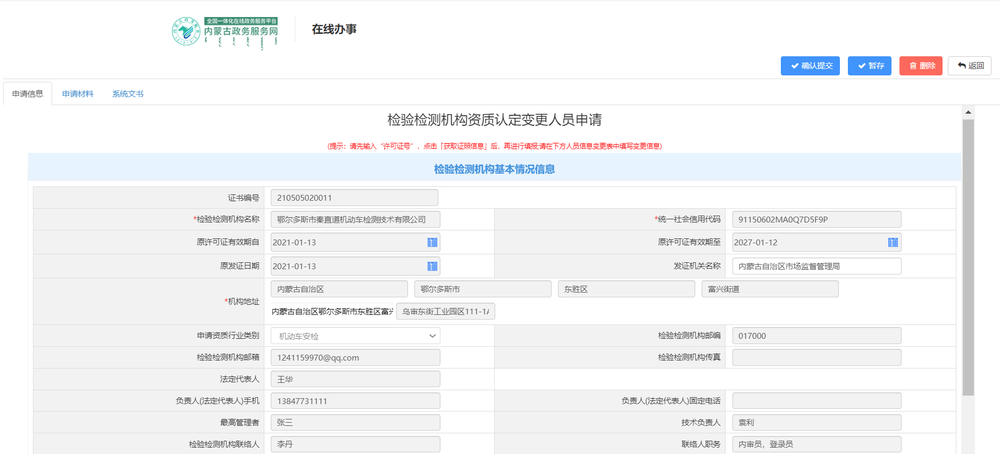 全国一体化在线政务服务平台
内蒙古政务服务网
在线办事
确认提交 暂存 删除 返回
申请信息 申请材料 系统文书
检验检测机构资质认定变更人员申请
(提示：请先输入“许可证号”，点击「获取证照信息」后，再进行填报;请在下方人员信息变更表中填写变更信息)
检验检测机构基本情况信息
证书编号 210505020011
*检验检测机构名称 鄂尔多斯市秦直道机动车检测技术有限公司 *统一社会信用代码 91150602MA0Q7D5F9P
原许可证有效期自 2021-01-13 原许可证有效期至 2027-01-12
原发证日期 2021-01-13 发证机关名称 内蒙古自治区市场监督管理局
*机构地址 内蒙古自治区 鄂尔多斯市 东胜区 富兴街道
内蒙古自治区鄂尔多斯市东胜区富兴 乌审东街工业园区111-1A
申请资质行业类别 机动车安检 检验检测机构邮编 017000
检验检测机构邮箱 1241159970@qq.com 检验检测机构传真
法定代表人 王华
负责人(法定代表人)手机 13847731111 负责人(法定代表人)固定电话
最高管理者 张三 技术负责人 袁利
检验检测机构联络人 李丹 联络人职务 内审员，登录员